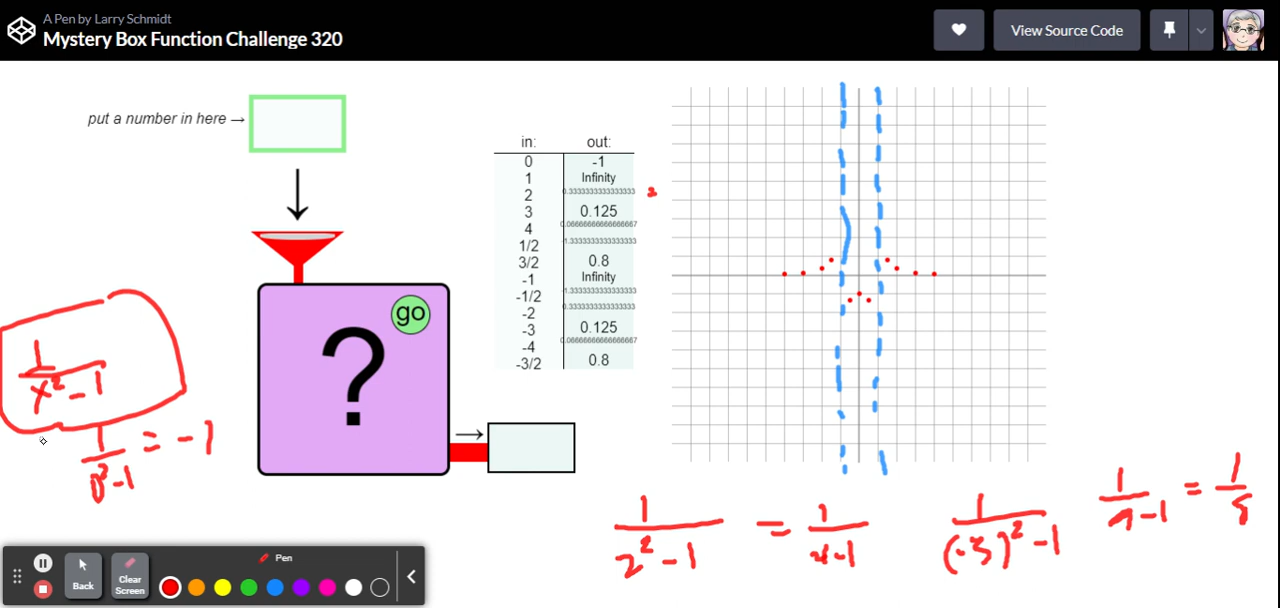 A Pen by Larry Schmidt
Mystery Box Function Challenge 320
View Source Code
put a number in here →
in: out:
0 -1
1 Infinity
2 0.3333333333333333
3 0.125
4 0.06666666666666667
1/2 -1.3333333333333333
3/2 0.8
-1 Infinity
-1/2 -1.3333333333333333
-2 0.3333333333333333
-3 0.125
-4 0.06666666666666667
-3/2 0.8
go
?
1/(x² - 1)
1/(0² - 1) = -1
1/(2² - 1) = 1/(4 - 1)
1/((-3)² - 1)
1/(9 - 1) = 1/8
Pen
Back
Clear Screen